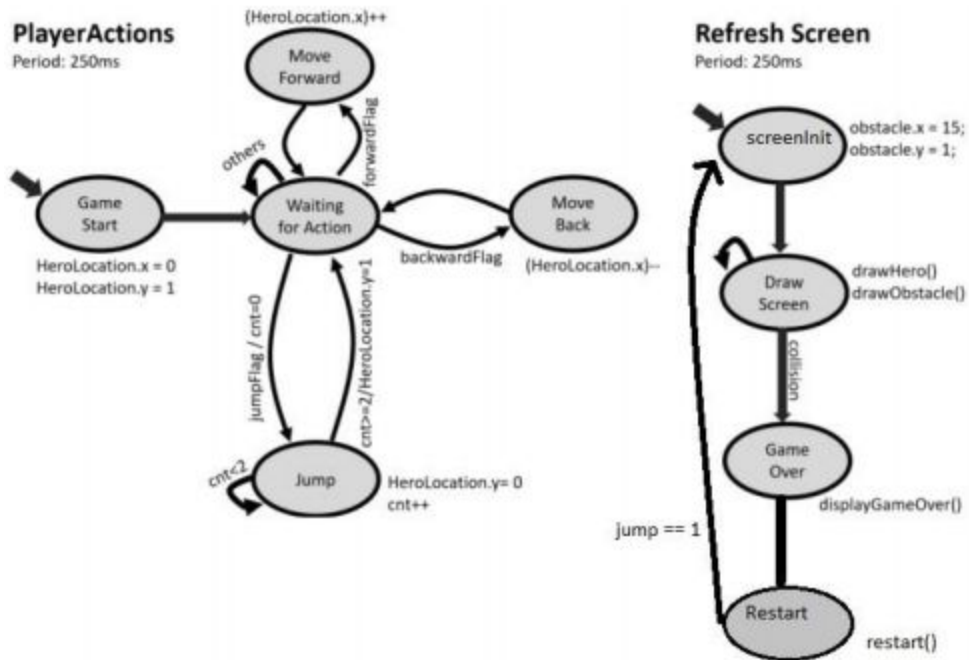 PlayerActions
Period: 250ms
(HeroLocation.x)++
Move
Forward
forwardFlag
others
Game
Start
HeroLocation.x = 0
HeroLocation.y = 1
Waiting
for Action
Move
Back
backwardFlag
(HeroLocation.x)--
jumpFlag / cnt=0
cnt>=2/HeroLocation.y=1
cnt<2
Jump
HeroLocation.y= 0
cnt++
Refresh Screen
Period: 250ms
screenInit
obstacle.x = 15;
obstacle.y = 1;
Draw
Screen
drawHero()
drawObstacle()
collision
Game
Over
displayGameOver()
jump == 1
Restart
restart()